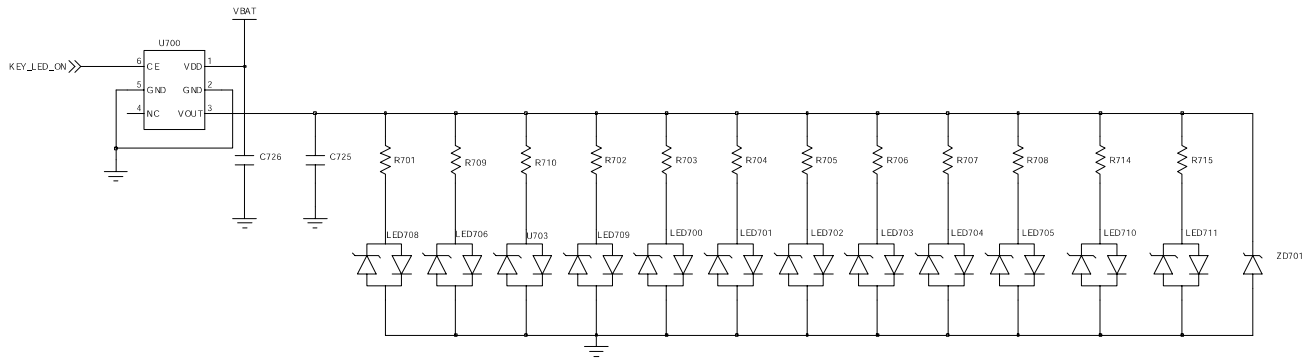 VBAT
U700
KEY_LED_ON
6 CE VDD 1
5 GND GND 2
4 NC VOUT 3
C726
C725
R701
R709
R710
R702
R703
R704
R705
R706
R707
R708
R714
R715
LED708
LED706
U703
LED709
LED700
LED701
LED702
LED703
LED704
LED705
LED710
LED711
ZD701